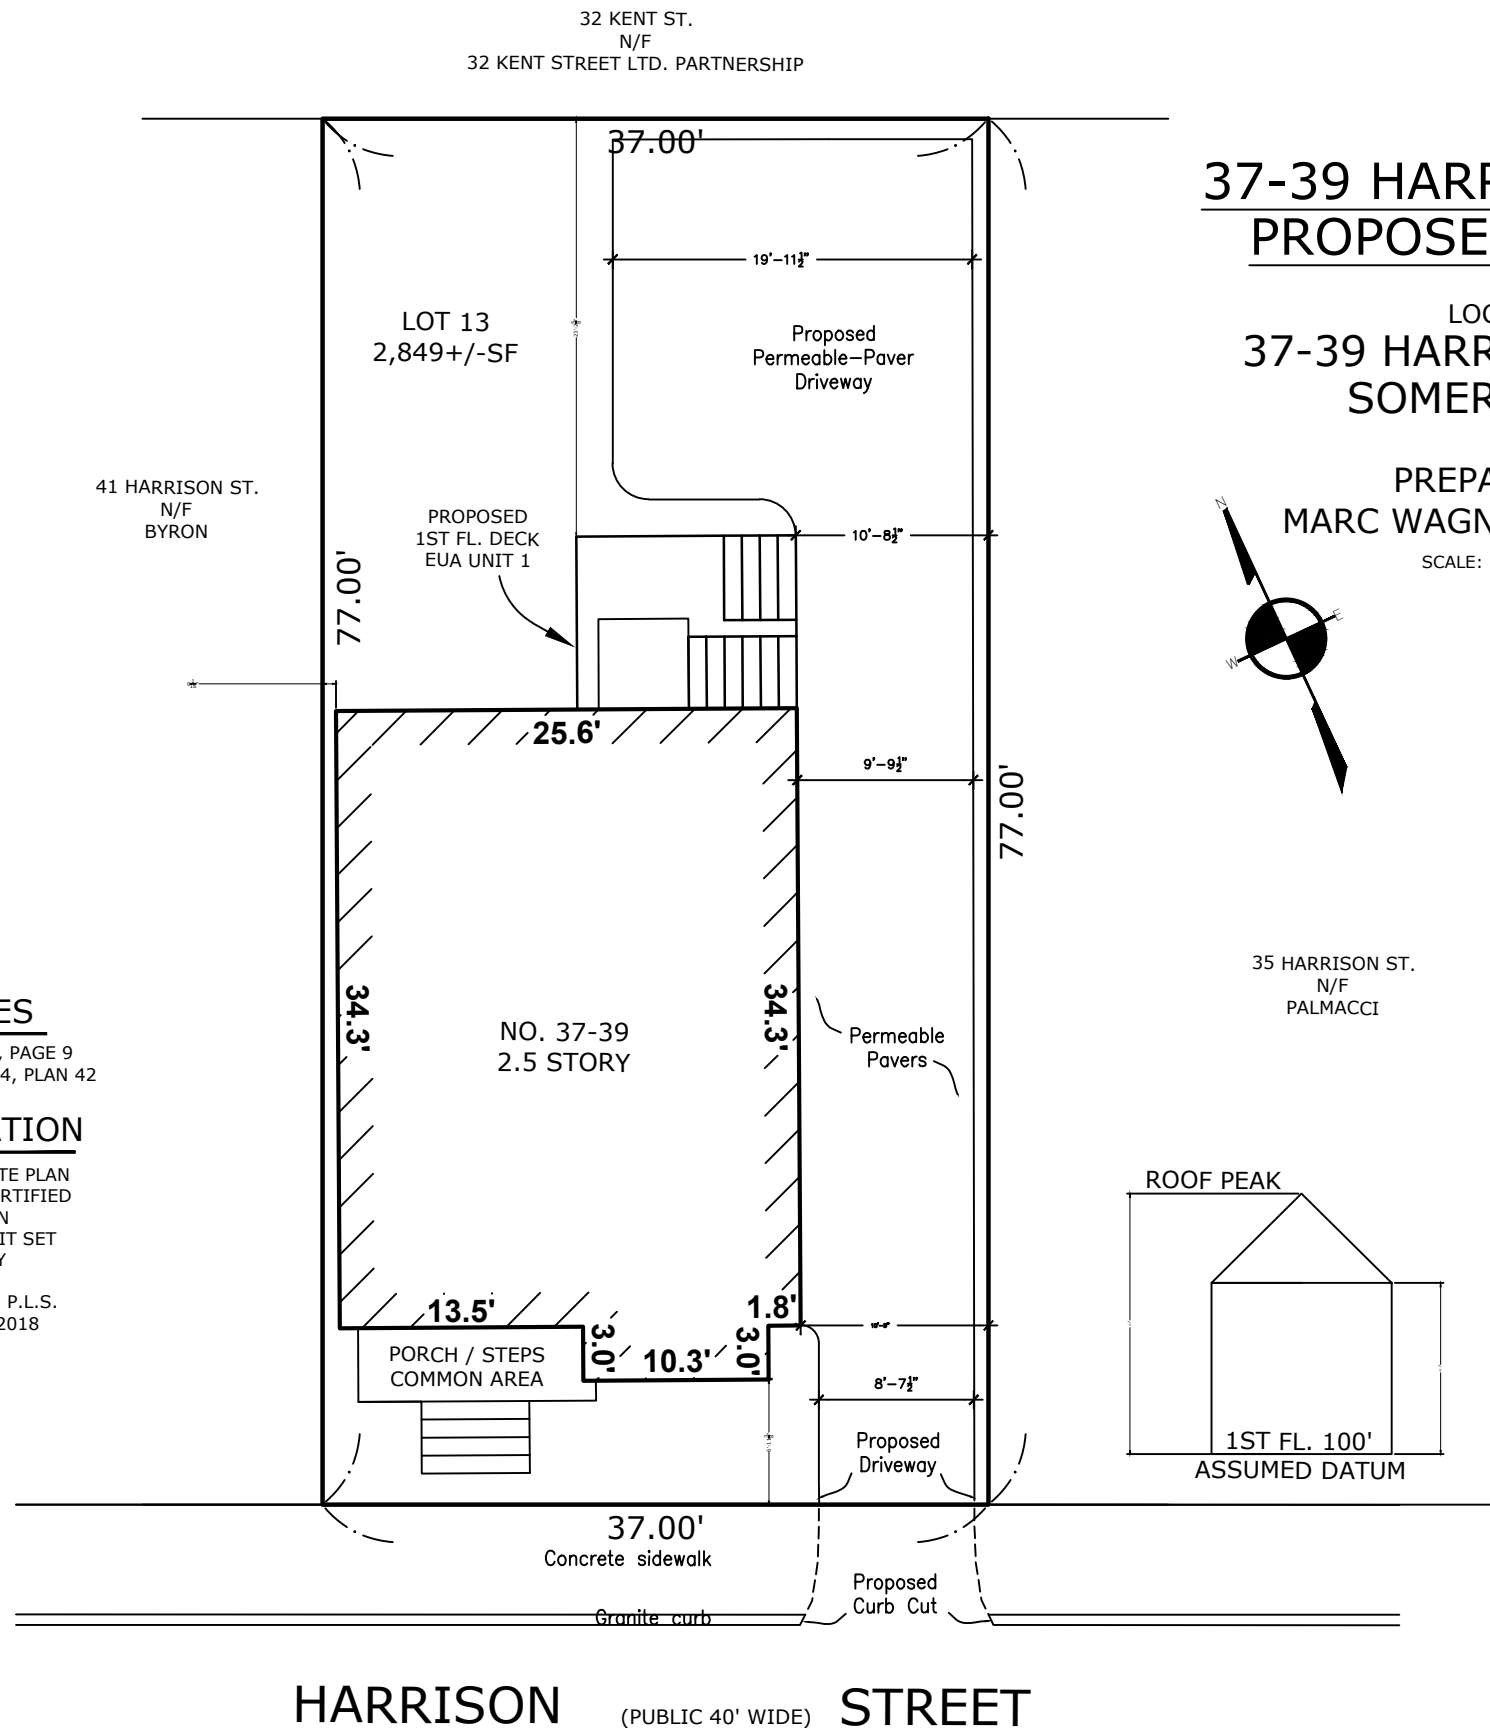 32 KENT ST.
N/F
32 KENT STREET LTD. PARTNERSHIP
37.00'
37-39 HARR
PROPOSE
19'-11½"
LOT 13
2,849+/-SF
Proposed
Permeable-Paver
Driveway
LOC
37-39 HARR
SOMER
PREPA
MARC WAGN
SCALE:
41 HARRISON ST.
N/F
BYRON
PROPOSED
1ST FL. DECK
EUA UNIT 1
10'-8½"
77.00'
N
E
W
25.6'
9'-9½"
77.00'
34.3'
34.3'
NO. 37-39
2.5 STORY
Permeable
Pavers
35 HARRISON ST.
N/F
PALMACCI
ES
, PAGE 9
4, PLAN 42
ATION
TE PLAN
RTIFIED
N
IT SET
Y
P.L.S.
2018
ROOF PEAK
1ST FL. 100'
ASSUMED DATUM
13.5'
1.8'
3.0'
10.3'
3.0'
PORCH / STEPS
COMMON AREA
8'-7½"
Proposed
Driveway
37.00'
Concrete sidewalk
Proposed
Curb Cut
Granite curb
HARRISON (PUBLIC 40' WIDE) STREET